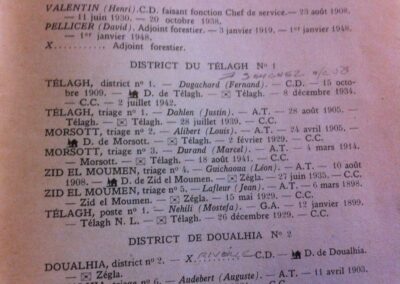 VALENTIN (Henri). C.D. faisant fonction Chef de service. — 23 août 1908.
— 11 juin 1930. — 20 octobre 1938.
PELLICER (David). Adjoint forestier. — 3 janvier 1919. — 1er janvier 1948.
— 1er janvier 1948.
X........... Adjoint forestier.
DISTRICT DU TÉLAGH N° 1
TÉLAGH, district n° 1. — Dugachard (Fernand). — C.D. — 15 octobre 1909. — D. de Télagh. — ✉ Télagh. — 8 décembre 1934.
— C.C. — 2 juillet 1942.
TÉLAGH, triage n° 1. — Dahlen (Justin). — A.T. — 28 août 1905. —
Télagh. — ✉ Télagh. — 28 juillet 1939. — C.C.
MORSOTT, triage n° 2. — Alibert (Louis). — A.T. — 24 avril 1905. —
D. de Morsott. — ✉ Télagh. — 2 février 1929. — C.C.
MORSOTT, triage n° 3. — Durand (Marcel). — A.T. — 4 mars 1914.
— Morsott. — ✉ Télagh. — 18 août 1941. — C.C.
ZID EL MOUMEN, triage n° 4. — Guichaoua (Léon). — A.T. — 10 août
1908. — D. de Zid el Moumen. — ✉ Zégla. — 27 juin 1935. — C.C.
ZID EL MOUMEN, triage n° 5. — Lafleur (Jean). — A.T. — 6 mars 1898.
— Zid el Moumen. — ✉ Zégla. — 15 mai 1929. — C.C.
TÉLAGH, poste n° 1. — Nehili (Mostefa). — G.A. — 12 janvier 1899.
— Télagh N. L. — ✉ Télagh. — 26 décembre 1929. — C.C.
DISTRICT DE DOUALHIA N° 2
DOUALHIA, district n° 2. — X C.D. — D. de Doualhia.
— ✉ Zégla.
n° 6. — Audebert (Auguste). — A.T. — 11 avril 1903.